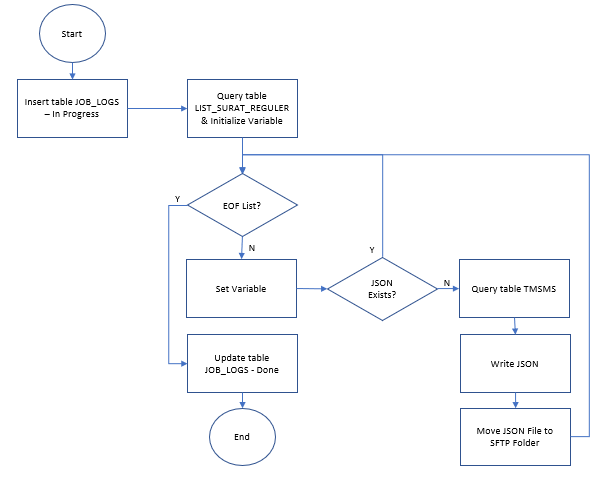 Start
Insert table JOB_LOGS
– In Progress
Query table
LIST_SURAT_REGULER
& Initialize Variable
EOF List?
Y
N
Set Variable
JSON
Exists?
Y
N
Query table TMSMS
Write JSON
Move JSON File to
SFTP Folder
Update table
JOB_LOGS - Done
End